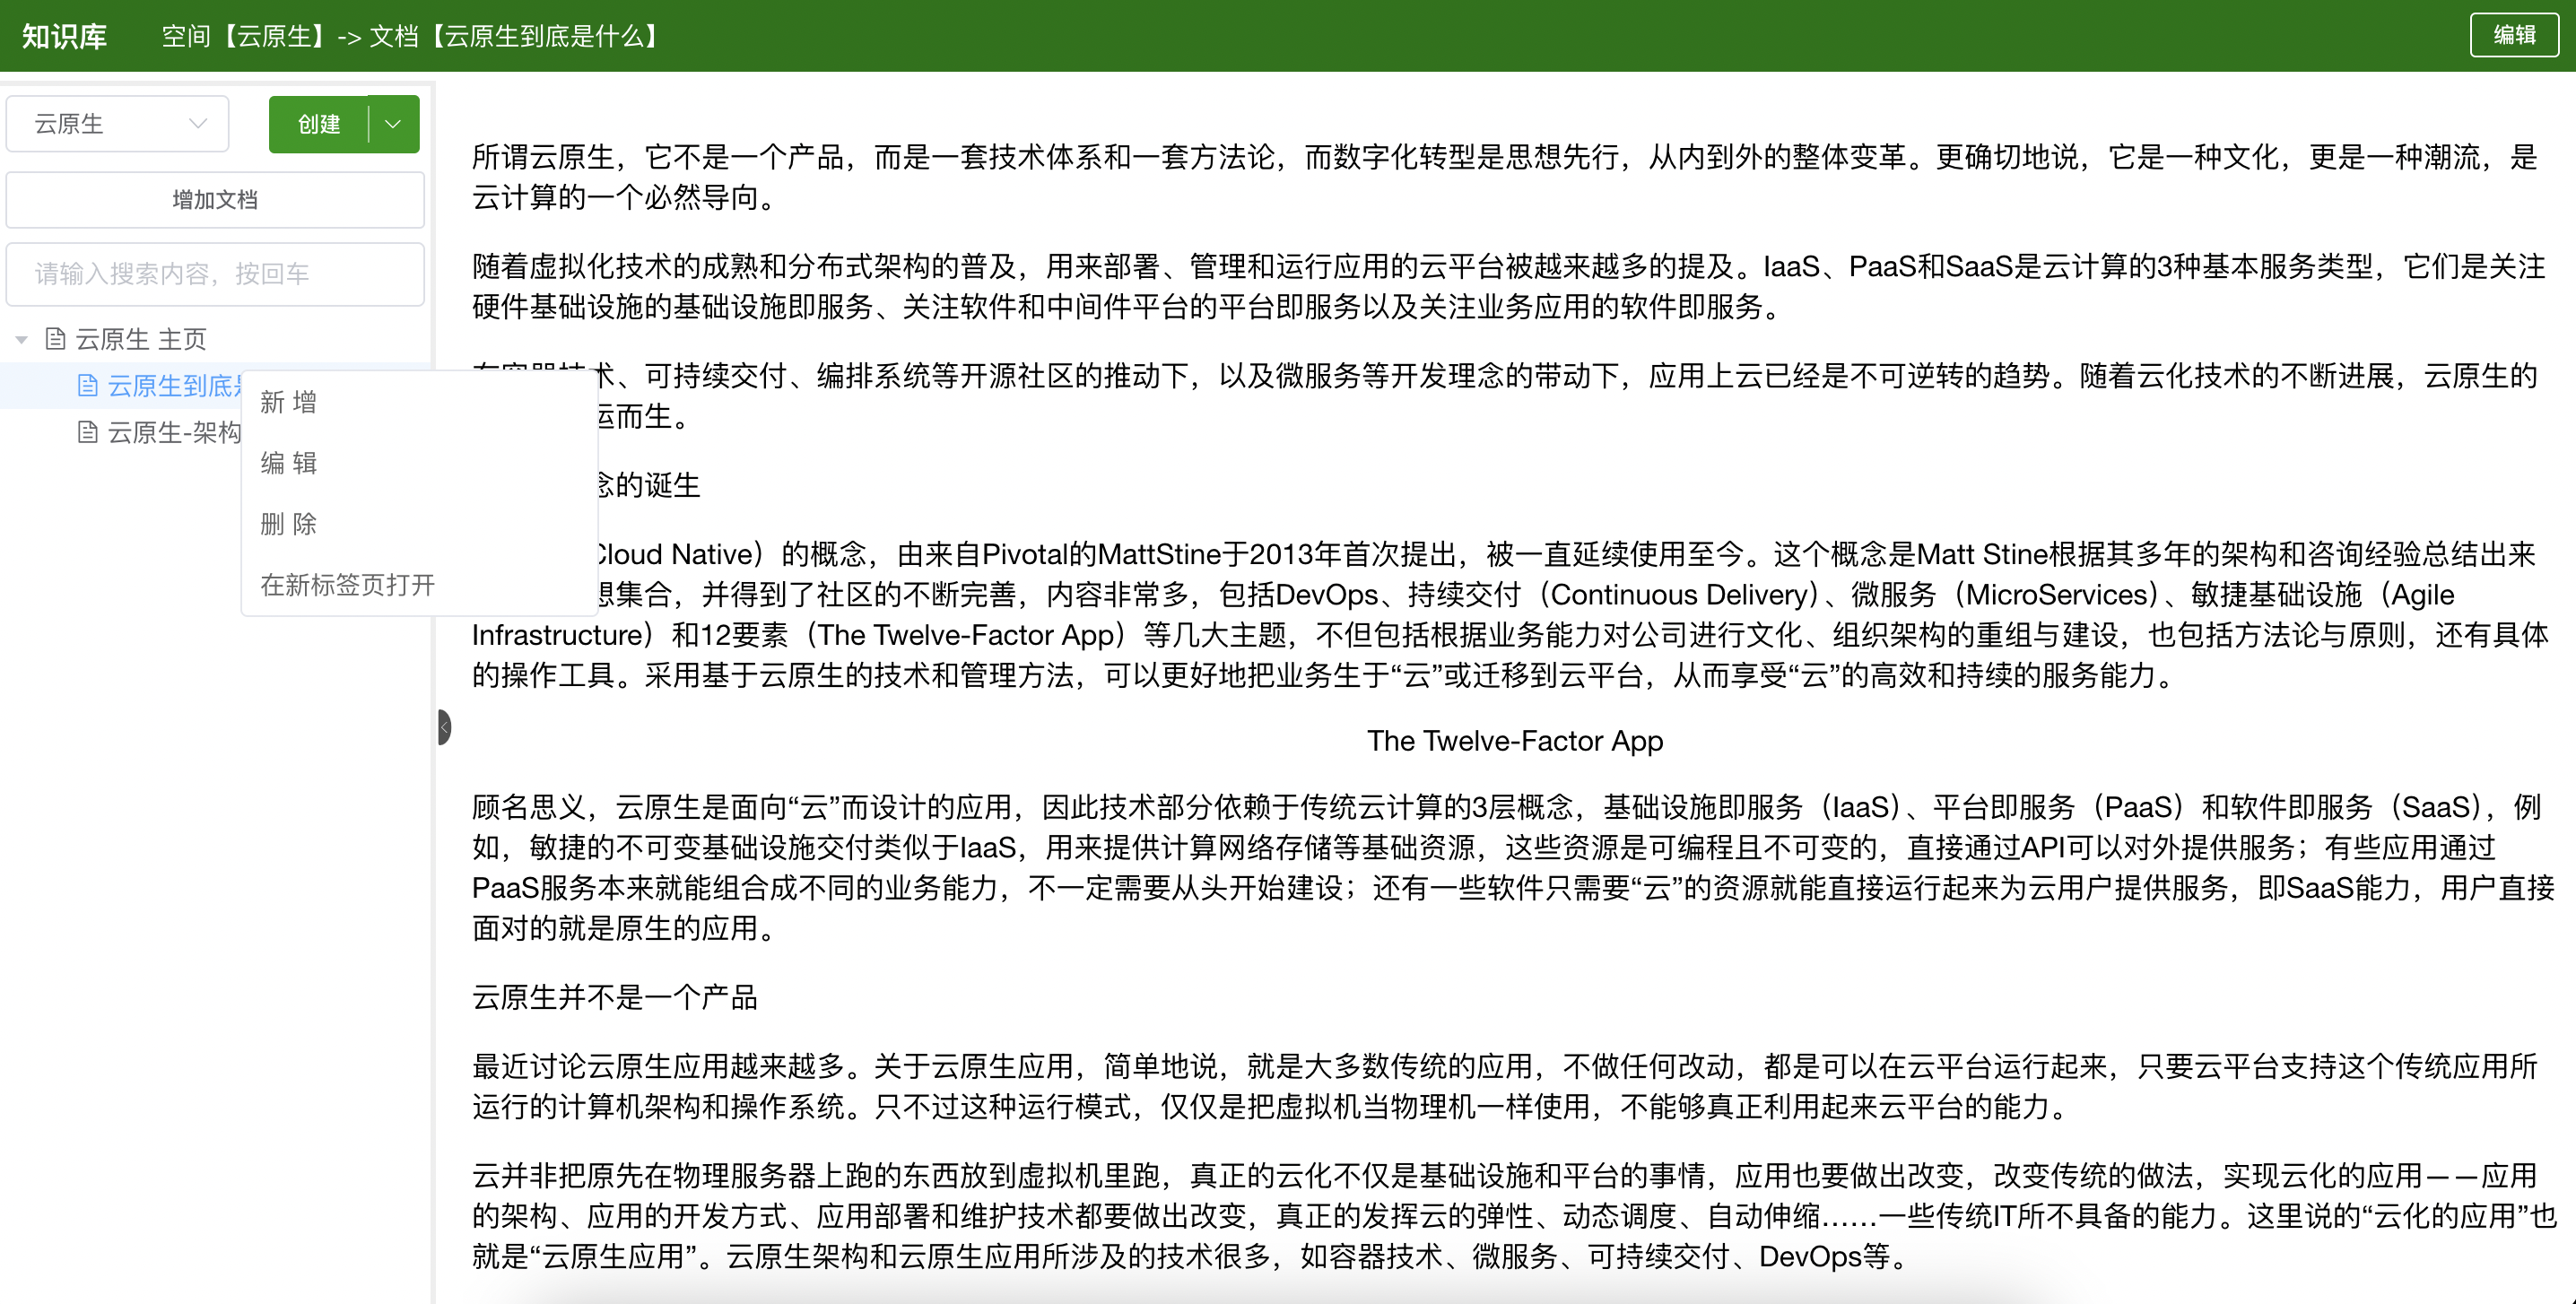 知识库
空间【云原生】-> 文档【云原生到底是什么】
编辑
云原生
创建
增加文档
请输入搜索内容，按回车
云原生 主页
云原生到底
云原生-架构
新 增
编 辑
删 除
在新标签页打开
所谓云原生，它不是一个产品，而是一套技术体系和一套方法论，而数字化转型是思想先行，从内到外的整体变革。更确切地说，它是一种文化，更是一种潮流，是
云计算的一个必然导向。
随着虚拟化技术的成熟和分布式架构的普及，用来部署、管理和运行应用的云平台被越来越多的提及。IaaS、PaaS和SaaS是云计算的3种基本服务类型，它们是关注
硬件基础设施的基础设施即服务、关注软件和中间件平台的平台即服务以及关注业务应用的软件即服务。
术、可持续交付、编排系统等开源社区的推动下，以及微服务等开发理念的带动下，应用上云已经是不可逆转的趋势。随着云化技术的不断进展，云原生的
运而生。
念的诞生
Cloud Native）的概念，由来自Pivotal的MattStine于2013年首次提出，被一直延续使用至今。这个概念是Matt Stine根据其多年的架构和咨询经验总结出来
想集合，并得到了社区的不断完善，内容非常多，包括DevOps、持续交付（Continuous Delivery）、微服务（MicroServices）、敏捷基础设施（Agile
Infrastructure）和12要素（The Twelve-Factor App）等几大主题，不但包括根据业务能力对公司进行文化、组织架构的重组与建设，也包括方法论与原则，还有具体
的操作工具。采用基于云原生的技术和管理方法，可以更好地把业务生于“云”或迁移到云平台，从而享受“云”的高效和持续的服务能力。
The Twelve-Factor App
顾名思义，云原生是面向“云”而设计的应用，因此技术部分依赖于传统云计算的3层概念，基础设施即服务（IaaS）、平台即服务（PaaS）和软件即服务（SaaS），例
如，敏捷的不可变基础设施交付类似于IaaS，用来提供计算网络存储等基础资源，这些资源是可编程且不可变的，直接通过API可以对外提供服务；有些应用通过
PaaS服务本来就能组合成不同的业务能力，不一定需要从头开始建设；还有一些软件只需要“云”的资源就能直接运行起来为云用户提供服务，即SaaS能力，用户直接
面对的就是原生的应用。
云原生并不是一个产品
最近讨论云原生应用越来越多。关于云原生应用，简单地说，就是大多数传统的应用，不做任何改动，都是可以在云平台运行起来，只要云平台支持这个传统应用所
运行的计算机架构和操作系统。只不过这种运行模式，仅仅是把虚拟机当物理机一样使用，不能够真正利用起来云平台的能力。
云并非把原先在物理服务器上跑的东西放到虚拟机里跑，真正的云化不仅是基础设施和平台的事情，应用也要做出改变，改变传统的做法，实现云化的应用——应用
的架构、应用的开发方式、应用部署和维护技术都要做出改变，真正的发挥云的弹性、动态调度、自动伸缩……一些传统IT所不具备的能力。这里说的“云化的应用”也
就是“云原生应用”。云原生架构和云原生应用所涉及的技术很多，如容器技术、微服务、可持续交付、DevOps等。